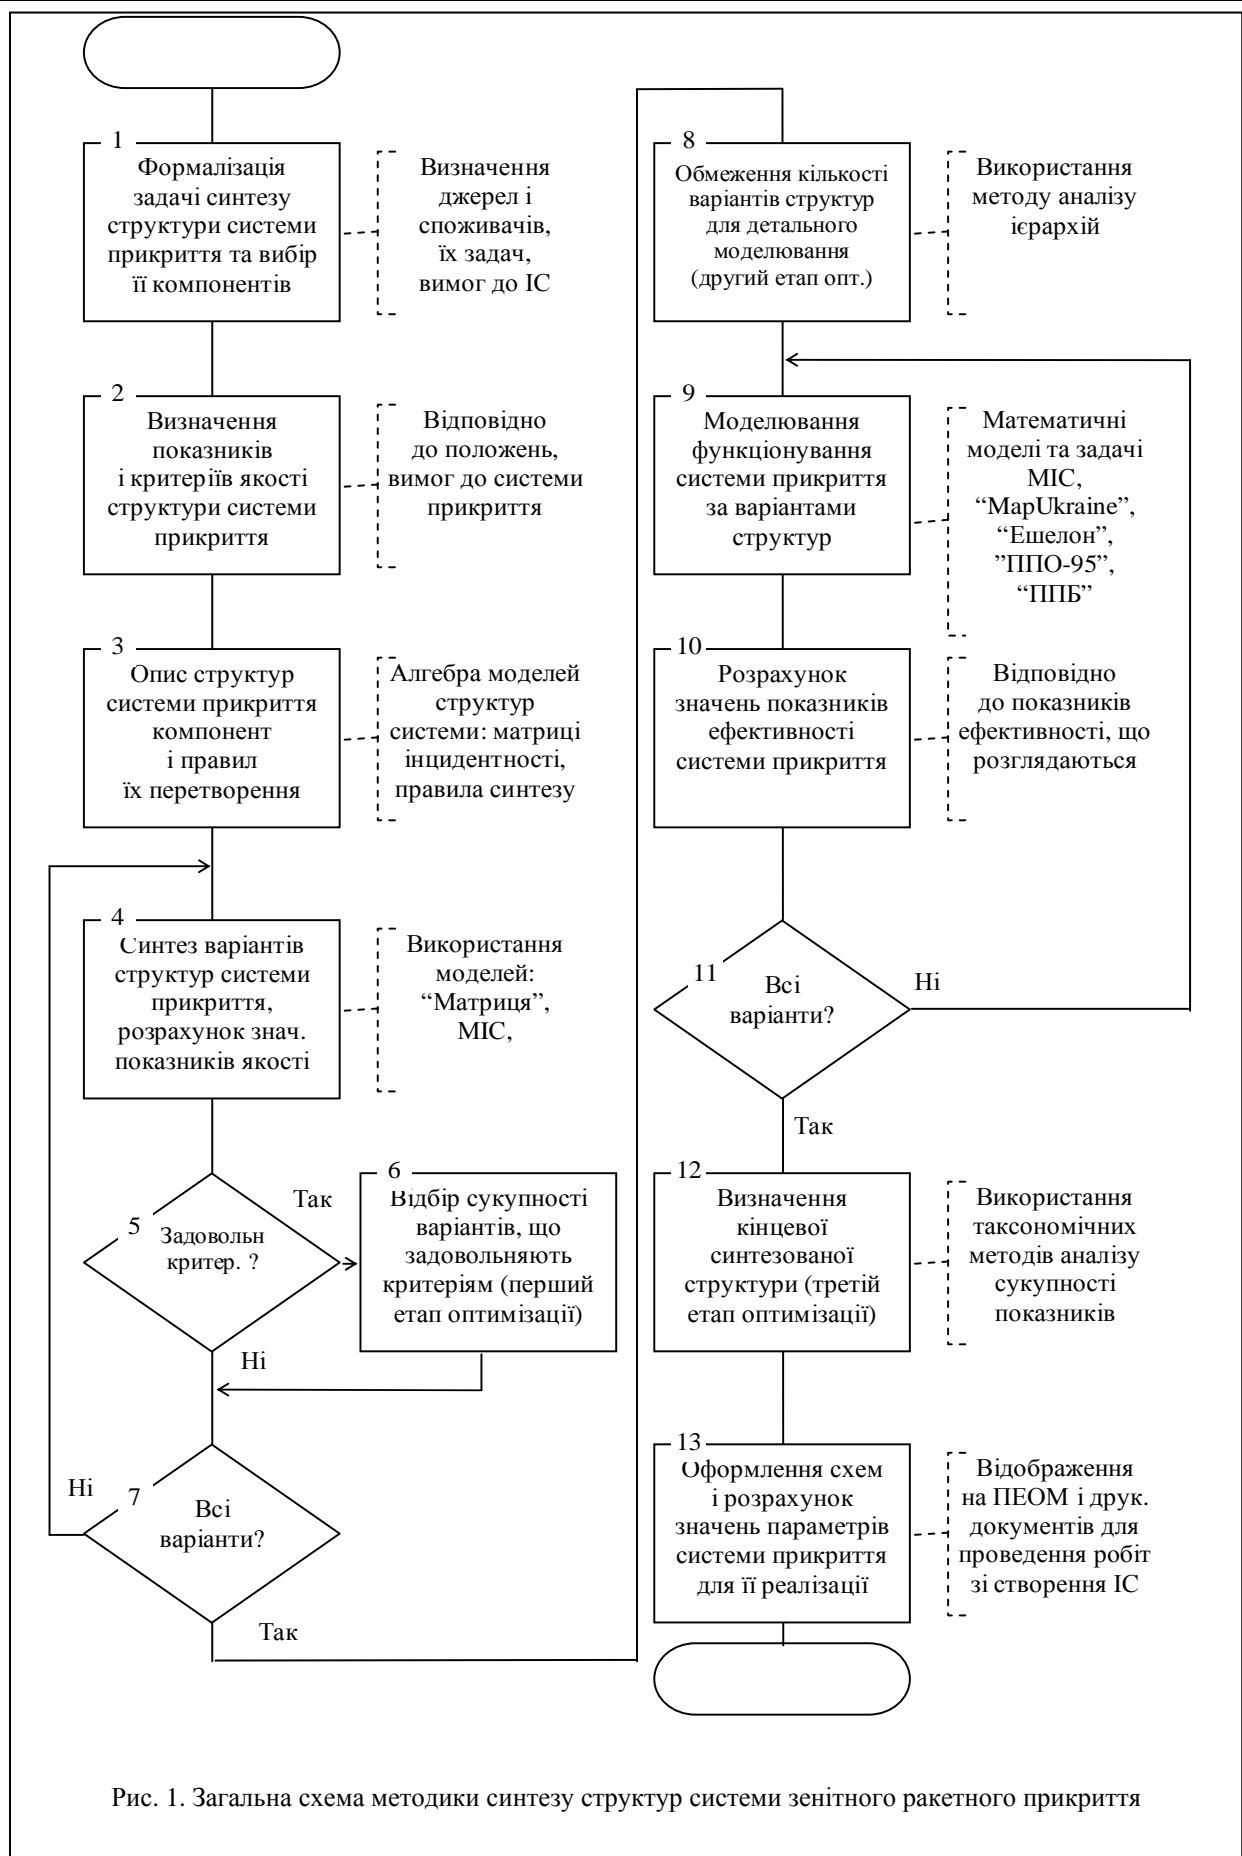 1
Формалізація
задачі синтезу
структури системи
прикриття та вибір
її компонентів
Визначення
джерел і
споживачів,
їх задач,
вимог до ІС
2
Визначення
показників
і критеріїв якості
структури системи
прикриття
Відповідно
до положень,
вимог до системи
прикриття
3
Опис структур
системи прикриття
компонент
і правил
їх перетворення
Алгебра моделей
структур
системи: матриці
інцидентності,
правила синтезу
4
Синтез варіантів
структур системи
прикриття,
розрахунок знач.
показників якості
Використання
моделей:
“Матриця”,
МІС,
5
Задовольн
критер. ?
Так
Ні
6
Відбір сукупності
варіантів, що
задовольняють
критеріям (перший
етап оптимізації)
7
Всі
варіанти?
Ні
Так
8
Обмеження кількості
варіантів структур
для детального
моделювання
(другий етап опт.)
Використання
методу аналізу
ієрархій
9
Моделювання
функціонування
системи прикриття
за варіантами
структур
Математичні
моделі та задачі
МІС,
“MapUkraine”,
“Ешелон”,
”ППО-95”,
“ППБ”
10
Розрахунок
значень показників
ефективності
системи прикриття
Відповідно
до показників
ефективності, що
розглядаються
11
Всі
варіанти?
Ні
Так
12
Визначення
кінцевої
синтезованої
структури (третій
етап оптимізації)
Використання
таксономічних
методів аналізу
сукупності
показників
13
Оформлення схем
і розрахунок
значень параметрів
системи прикриття
для її реалізації
Відображення
на ПЕОМ і друк.
документів для
проведення робіт
зі створення ІС
Рис. 1. Загальна схема методики синтезу структур системи зенітного ракетного прикриття